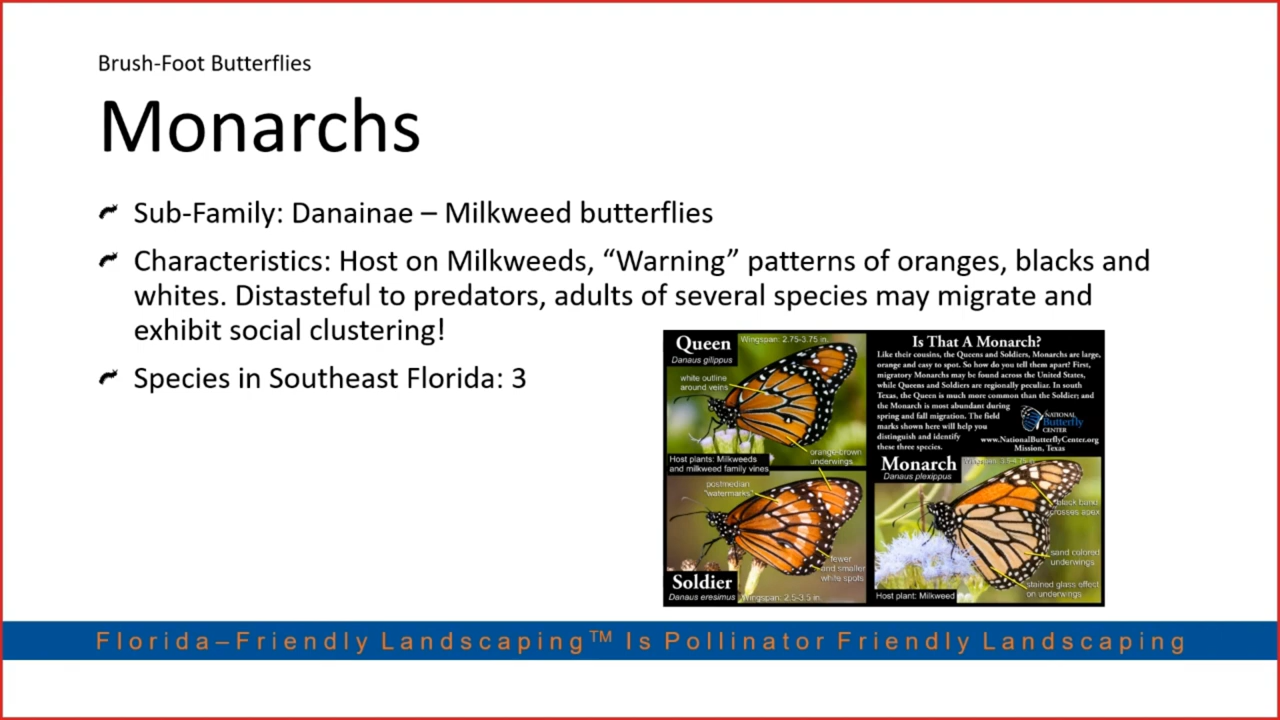 Brush-Foot Butterflies
Monarchs
Sub-Family: Danainae – Milkweed butterflies
Characteristics: Host on Milkweeds, “Warning” patterns of oranges, blacks and
whites. Distasteful to predators, adults of several species may migrate and
exhibit social clustering!
Species in Southeast Florida: 3
Queen
Danaus gilippus
Wingspan: 2.75-3.75 in.
white outline
around veins
orange-brown
underwings
Host plants: Milkweeds
and milkweed family vines
postmedian
"watermarks"
fewer
and smaller
white spots
Soldier
Danaus eresimus
Wingspan: 2.5-3.5 in.
Is That A Monarch?
Like their cousins, the Queens and Soldiers, Monarchs are large,
orange and easy to spot. So how do you tell them apart? First,
migratory Monarchs may be found across the United States,
while Queens and Soldiers are regionally peculiar. In south
Texas, the Queen is much more common than the Soldier; and
the Monarch is most abundant during
spring and fall migration. The field
marks shown here will help you
distinguish and identify
these three species.
NATIONAL
Butterfly
CENTER
www.NationalButterflyCenter.org
Mission, Texas
Monarch
Danaus plexippus
Wingspan:
black band
crosses apex
sand colored
underwings
stained glass effect
on underwings
Host plant: Milkweed
Florida–Friendly Landscaping™ Is Pollinator Friendly Landscaping